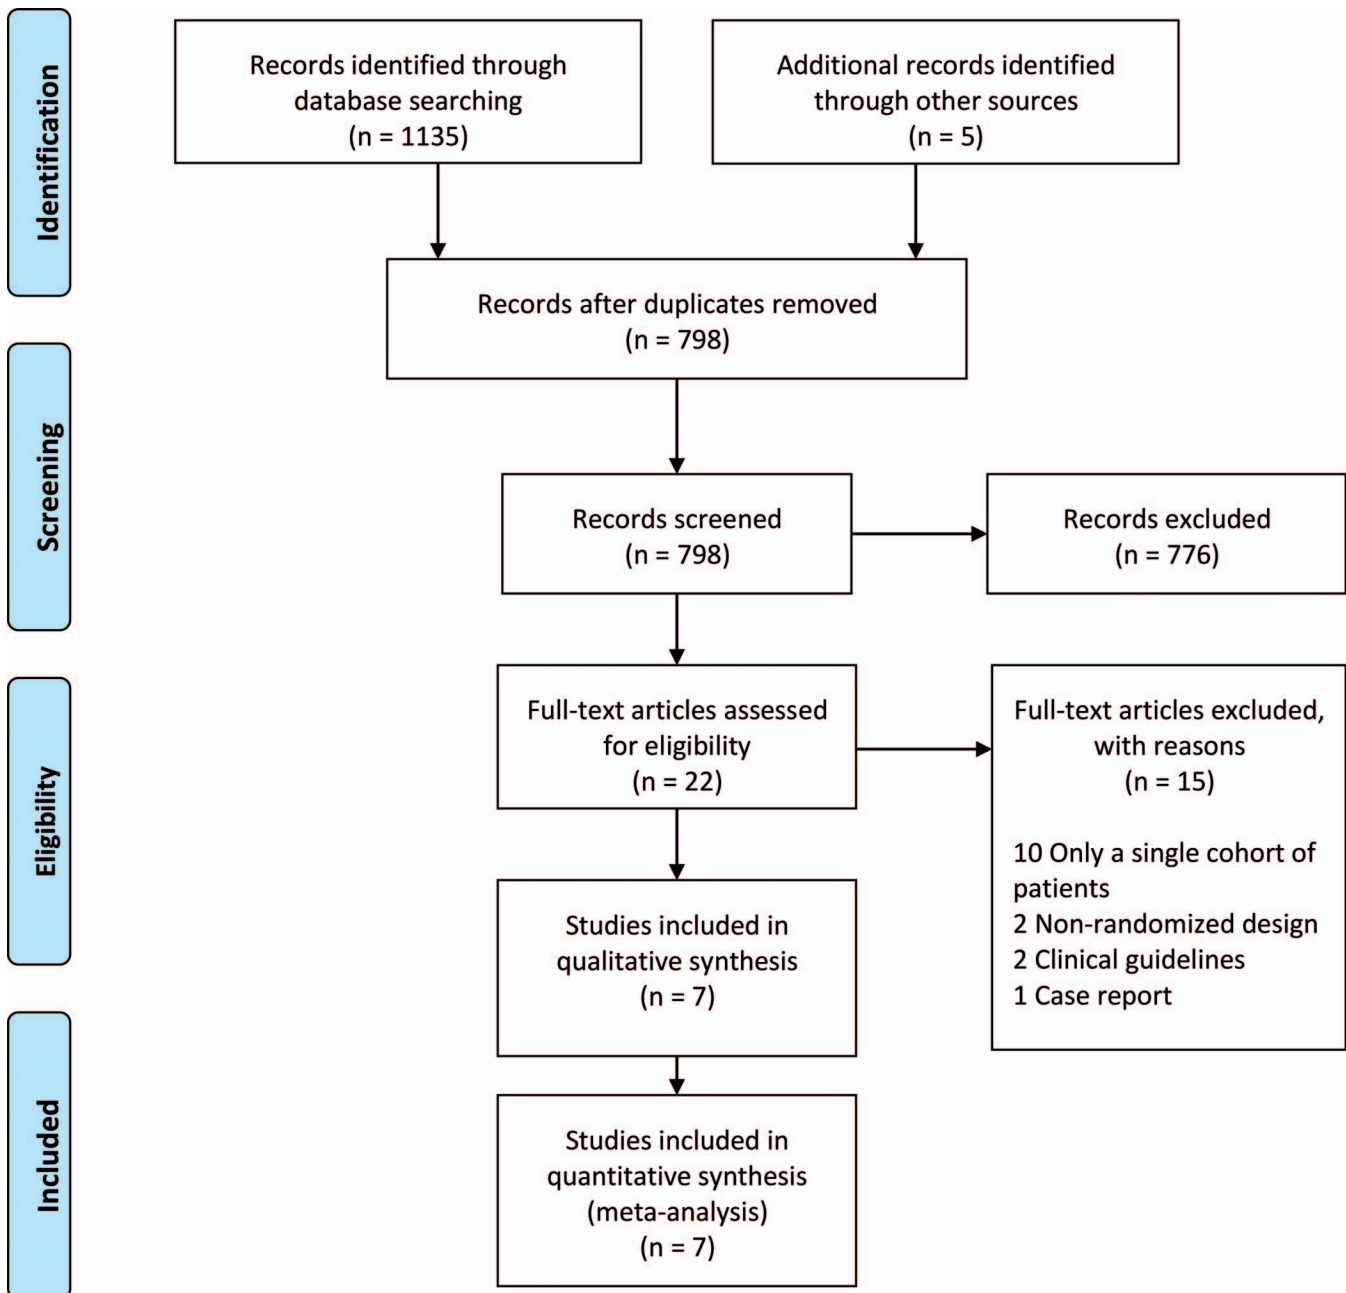 Identification
Records identified through
database searching
(n = 1135)
Additional records identified
through other sources
(n = 5)
Records after duplicates removed
(n = 798)
Screening
Records screened
(n = 798)
Records excluded
(n = 776)
Eligibility
Full-text articles assessed
for eligibility
(n = 22)
Full-text articles excluded,
with reasons
(n = 15)
10 Only a single cohort of
patients
2 Non-randomized design
2 Clinical guidelines
1 Case report
Studies included in
qualitative synthesis
(n = 7)
Included
Studies included in
quantitative synthesis
(meta-analysis)
(n = 7)